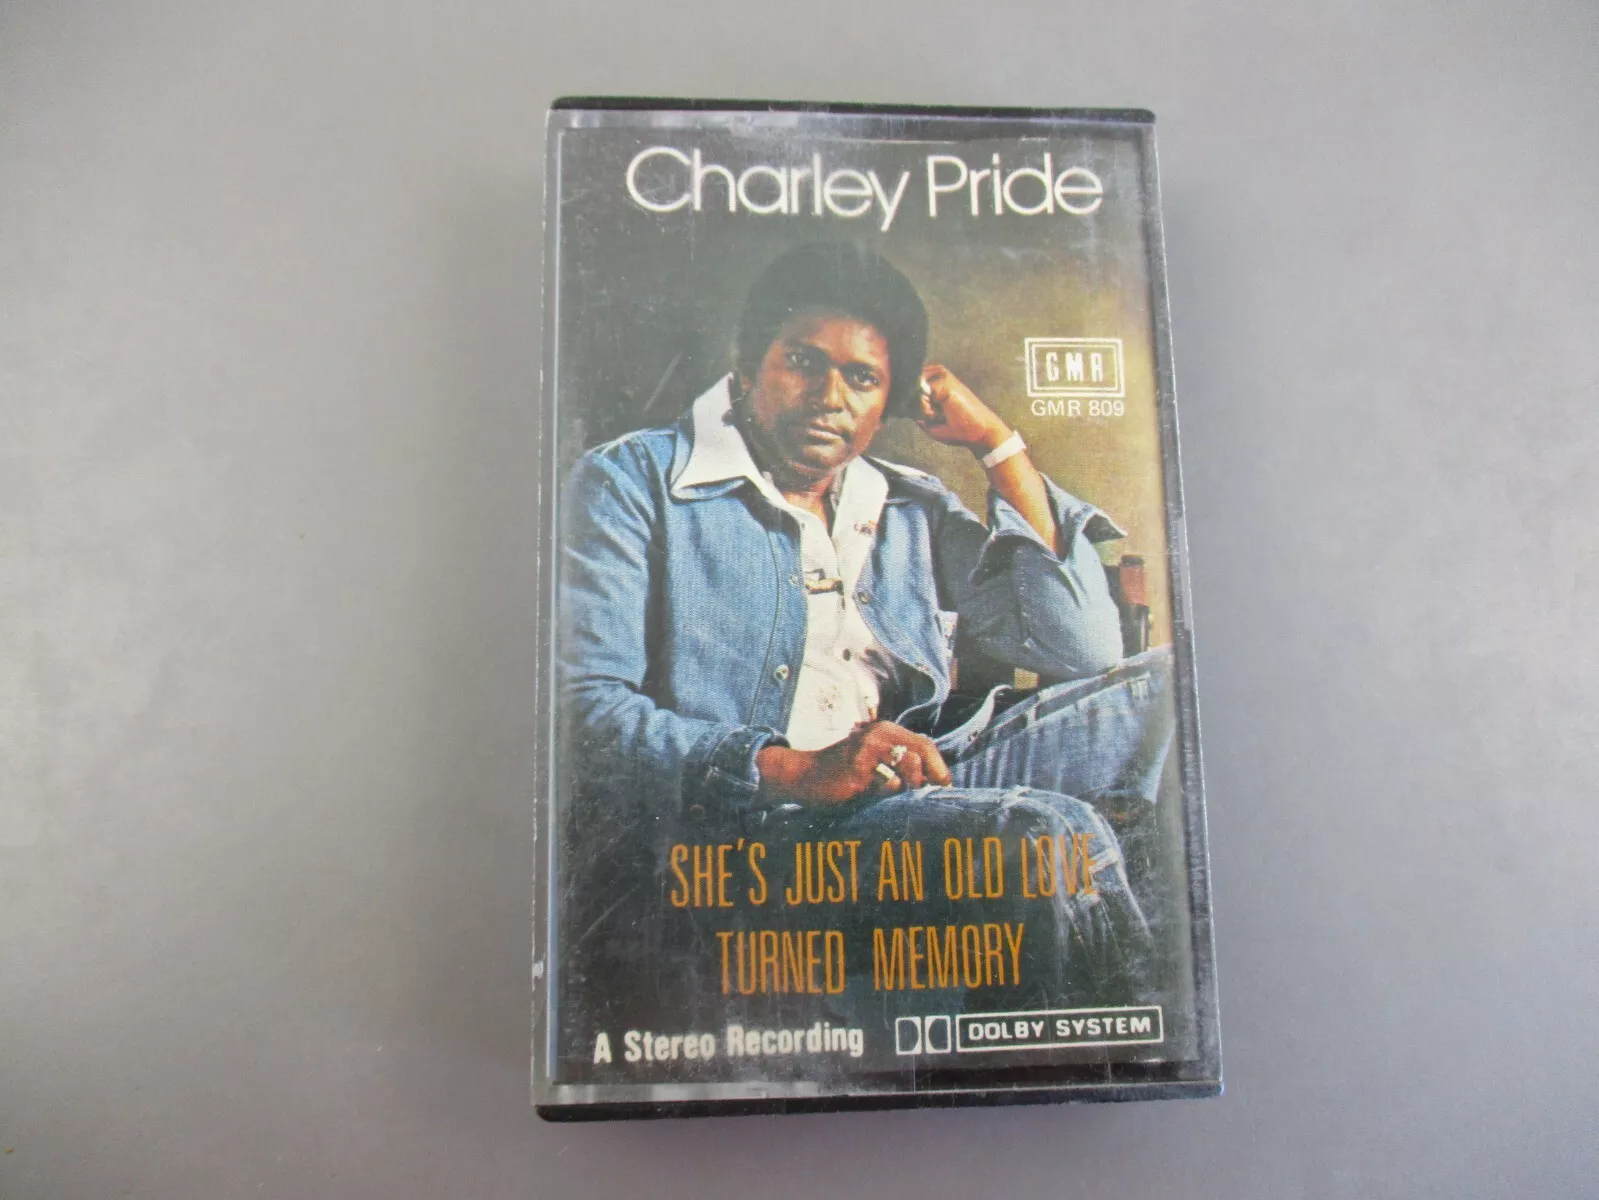 Charley Pride
GMR
GMR 809
SHE'S JUST AN OLD LOVE
TURNED MEMORY
A Stereo Recording
DOLBY SYSTEM